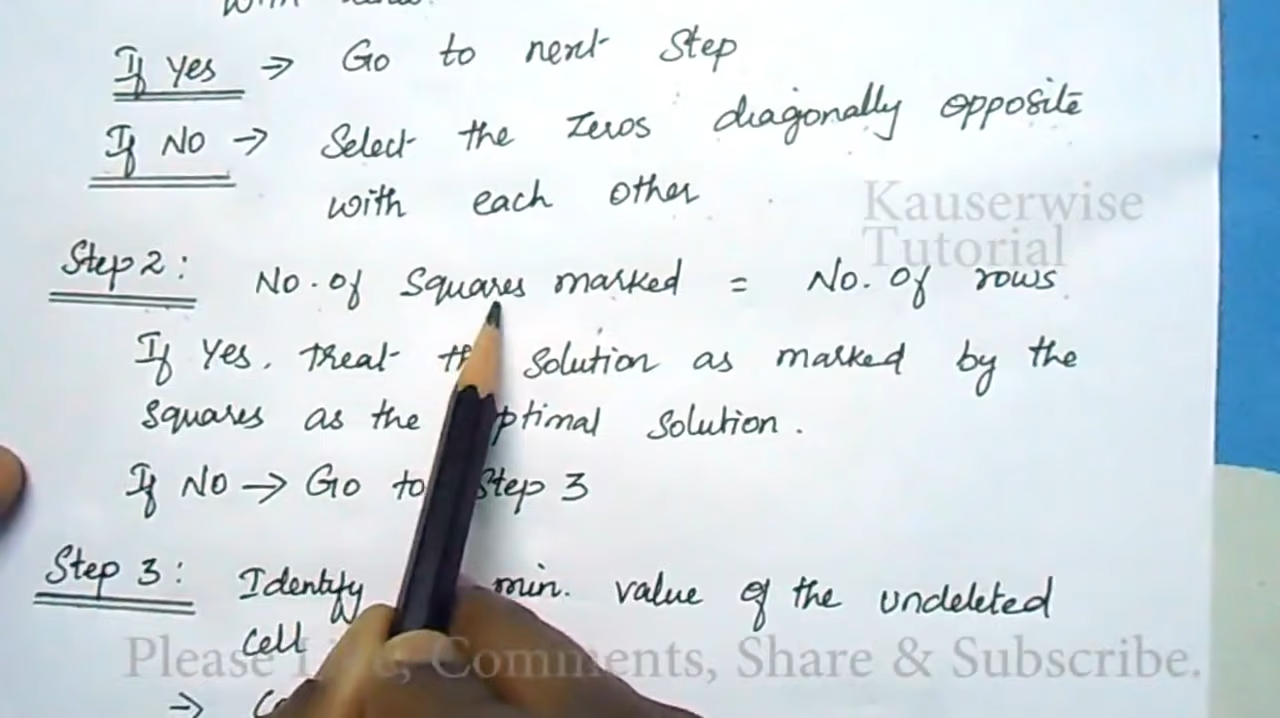 If Yes → Go to next Step
If No → Select the zeros diagonally opposite
with each other
Kauserwise
Tutorial
Step 2: No. of Squares marked = No. of rows
If Yes, treat solution as marked by the
squares as the solution.
If No → Go to Step 3
Step 3: Identify min. value of the undeleted
cell
Please Comments, Share & Subscribe.
→